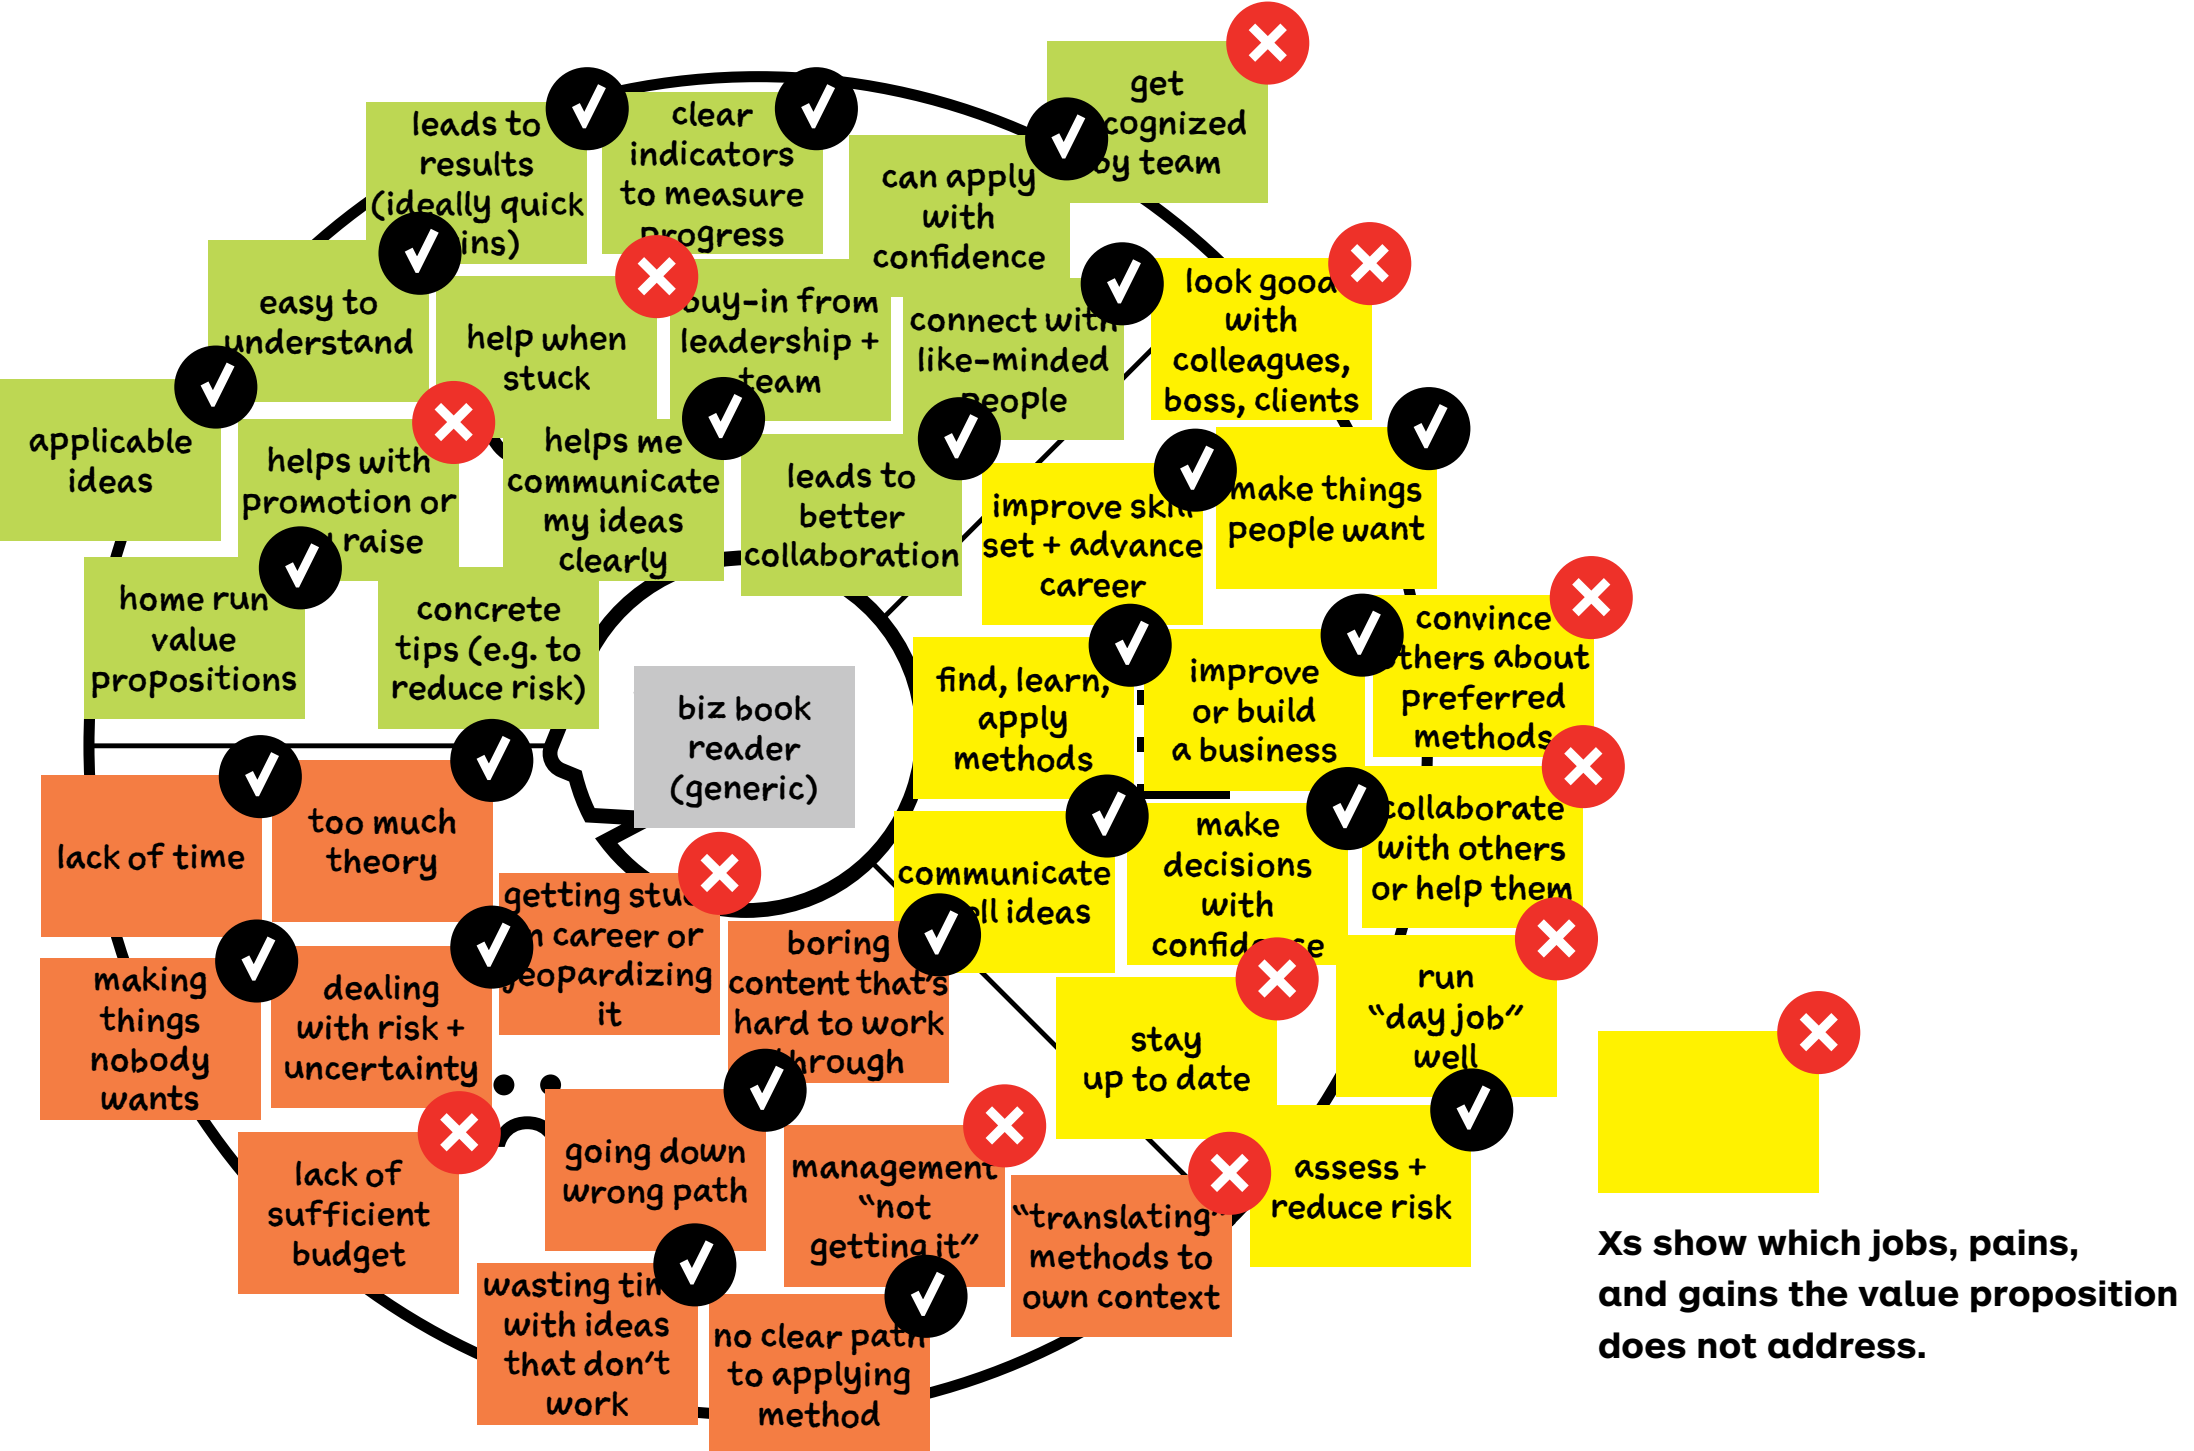 get
cognized
by team
leads to
results
(ideally quick
ins)
clear
indicators
to measure
progress
can apply
with
confidence
easy to
understand
help when
stuck
buy-in from
leadership +
team
connect with
like-minded
people
look good
with
colleagues,
boss, clients
applicable
ideas
helps with
promotion or
raise
helps me
communicate
my ideas
clearly
leads to
better
collaboration
improve skill
set + advance
career
make things
people want
home run
value
propositions
concrete
tips (e.g. to
reduce risk)
biz book
reader
(generic)
find, learn,
apply
methods
improve
or build
a business
convince
others about
preferred
methods
lack of time
too much
theory
getting stuck
in career or
jeopardizing
it
boring
content that's
hard to work
through
communicate
sell ideas
make
decisions
with
confidence
collaborate
with others
or help them
making
things
nobody
wants
dealing
with risk +
uncertainty
stay
up to date
run
“day job”
well
lack of
sufficient
budget
going down
wrong path
management
“not
getting it”
“translating”
methods to
own context
assess +
reduce risk
wasting time
with ideas
that don't
work
no clear path
to applying
method
Xs show which jobs, pains,
and gains the value proposition
does not address.